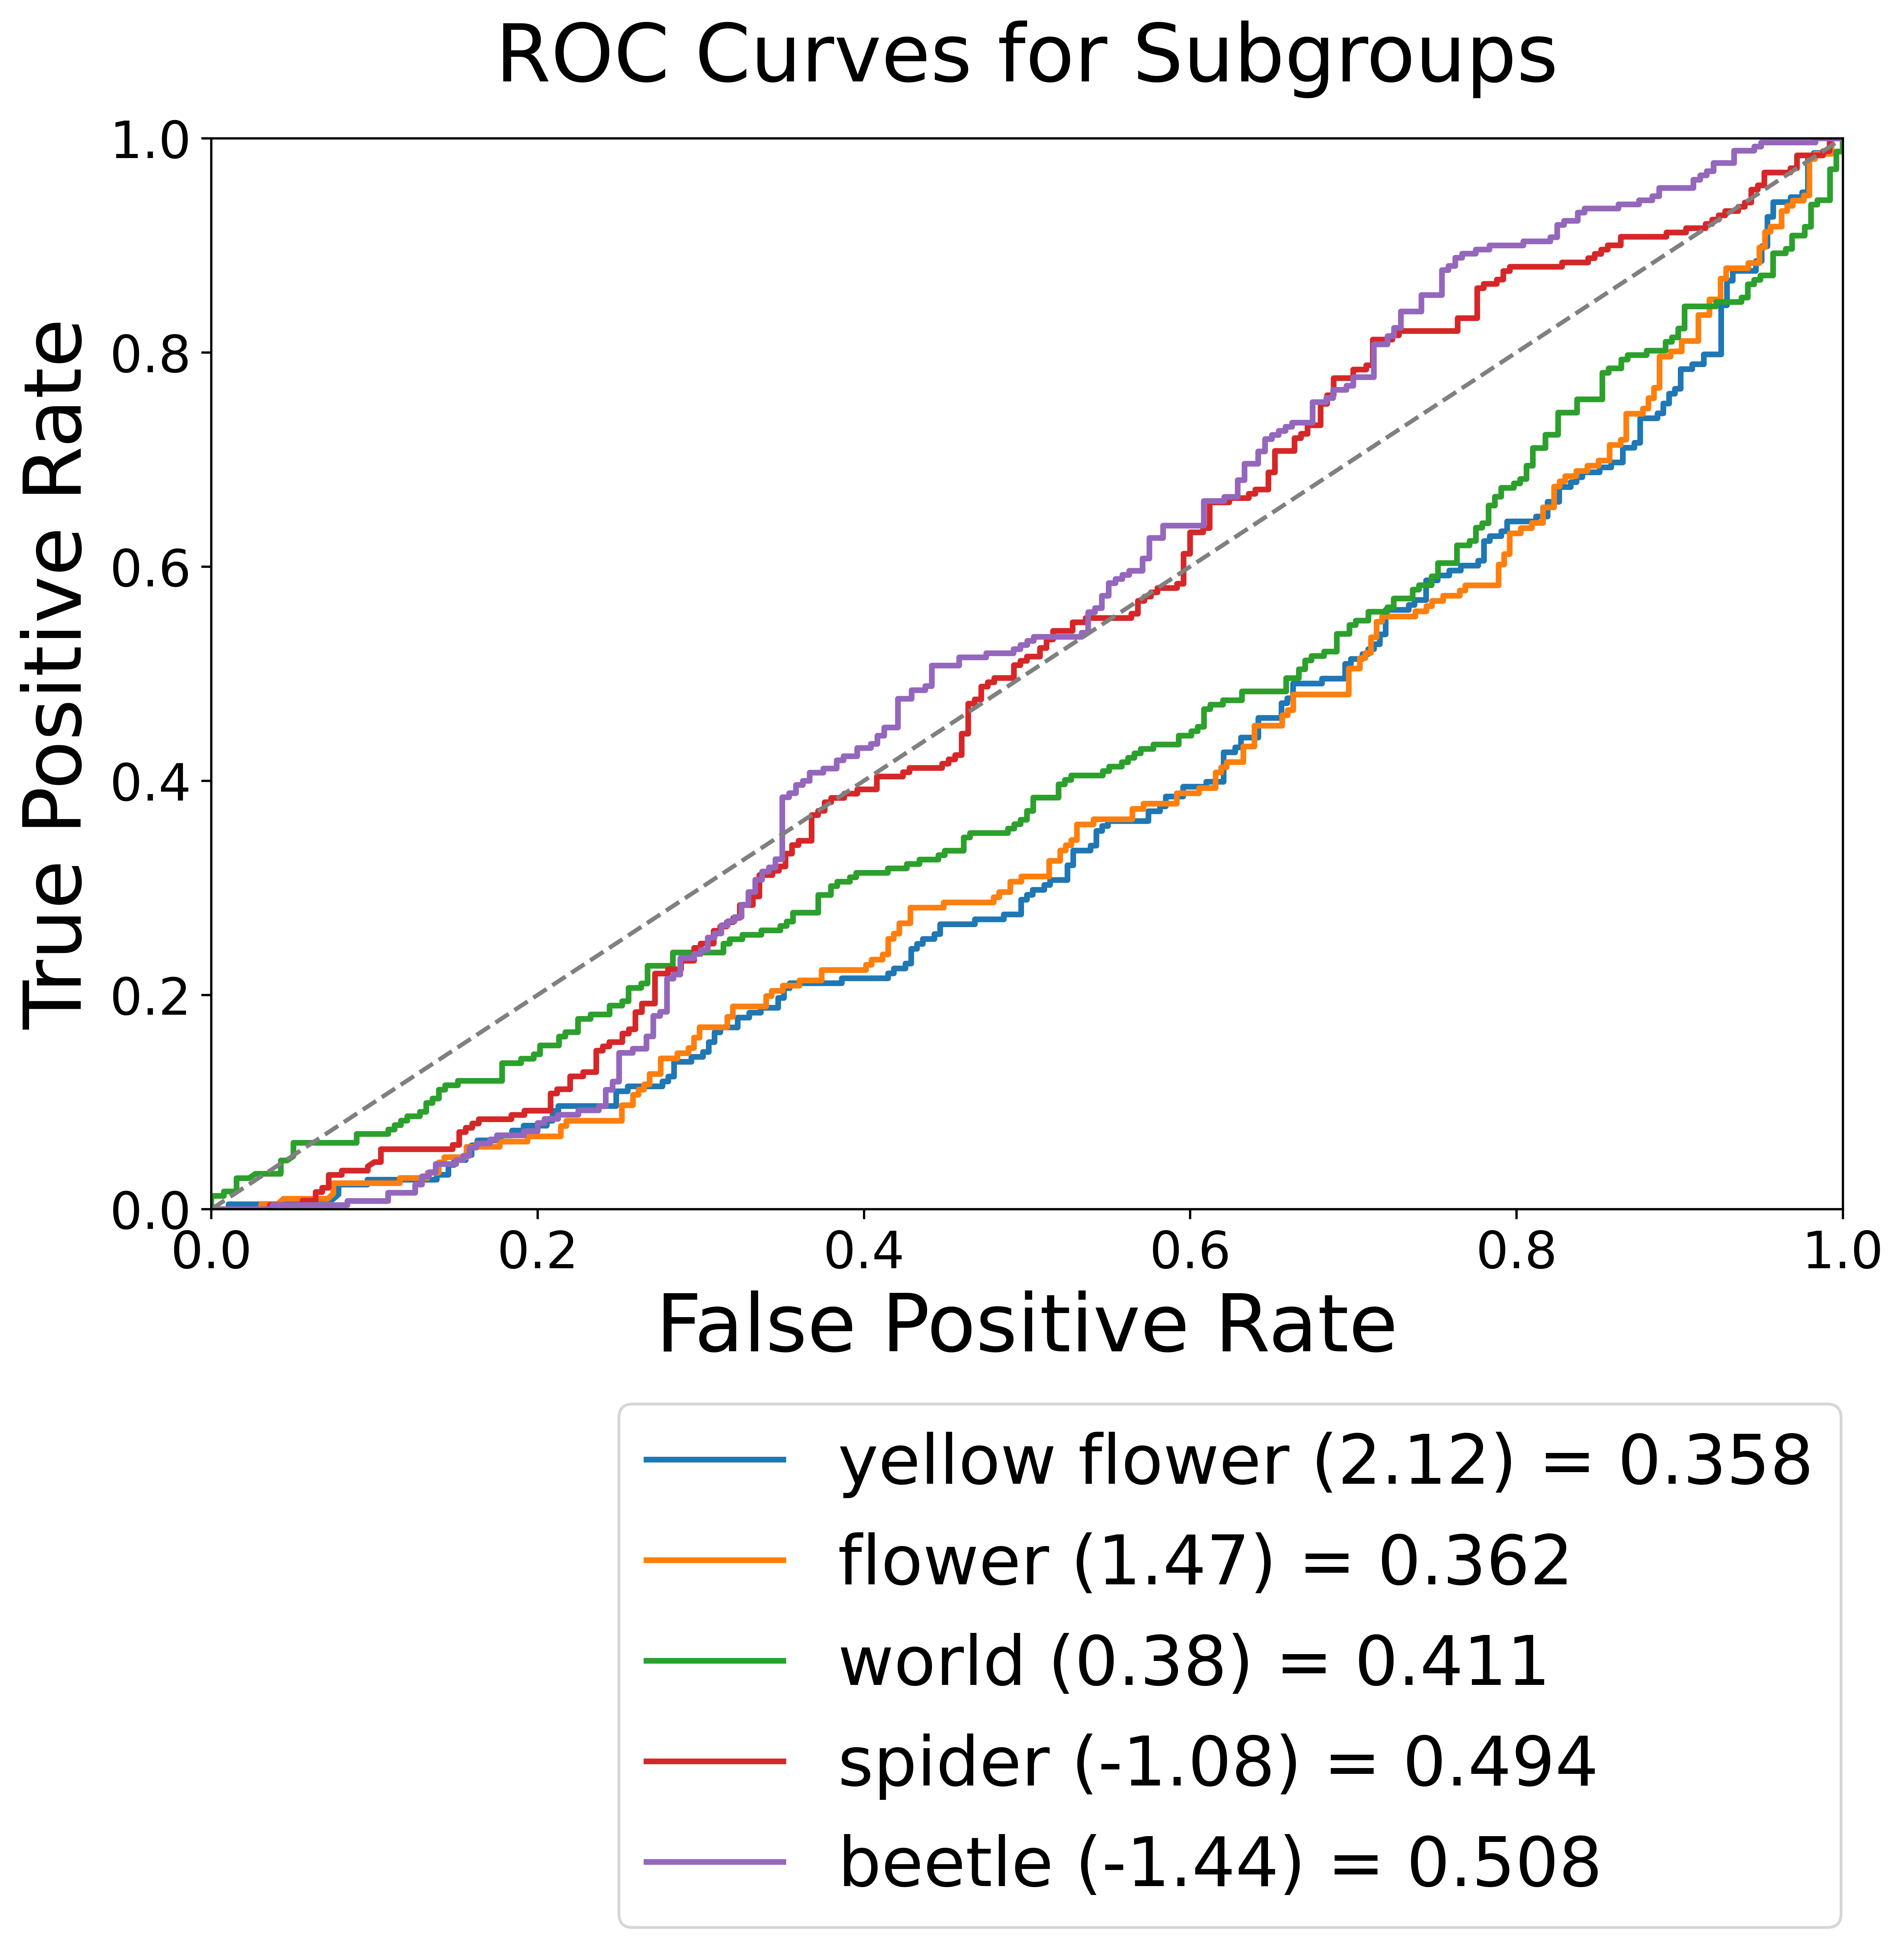 ROC Curves for Subgroups
1.0
0.8
0.6
0.4
0.2
0.0
True Positive Rate
0.0 0.2 0.4 0.6 0.8 1.0
False Positive Rate
yellow flower (2.12) = 0.358
flower (1.47) = 0.362
world (0.38) = 0.411
spider (-1.08) = 0.494
beetle (-1.44) = 0.508